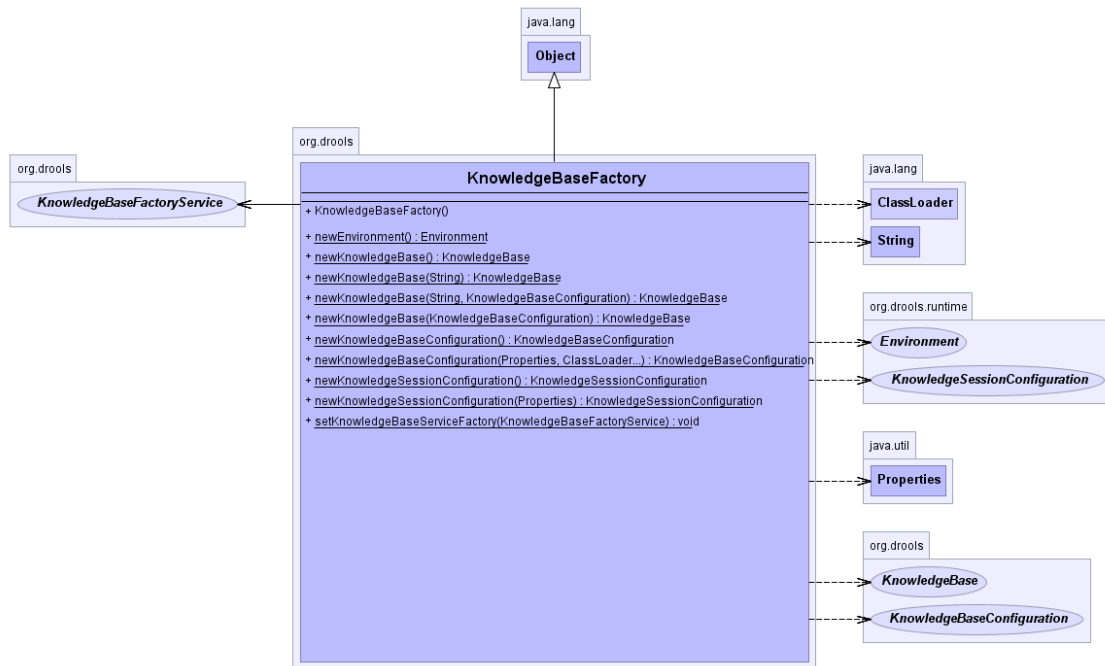 java.lang
Object
org.drools
KnowledgeBaseFactoryService
org.drools
KnowledgeBaseFactory
+ KnowledgeBaseFactory()
+ newEnvironment() : Environment
+ newKnowledgeBase() : KnowledgeBase
+ newKnowledgeBase(String) : KnowledgeBase
+ newKnowledgeBase(String, KnowledgeBaseConfiguration) : KnowledgeBase
+ newKnowledgeBase(KnowledgeBaseConfiguration) : KnowledgeBase
+ newKnowledgeBaseConfiguration() : KnowledgeBaseConfiguration
+ newKnowledgeBaseConfiguration(Properties, ClassLoader...) : KnowledgeBaseConfiguration
+ newKnowledgeSessionConfiguration() : KnowledgeSessionConfiguration
+ newKnowledgeSessionConfiguration(Properties) : KnowledgeSessionConfiguration
+ setKnowledgeBaseServiceFactory(KnowledgeBaseFactoryService) : void
java.lang
ClassLoader
String
org.drools.runtime
Environment
KnowledgeSessionConfiguration
java.util
Properties
org.drools
KnowledgeBase
KnowledgeBaseConfiguration